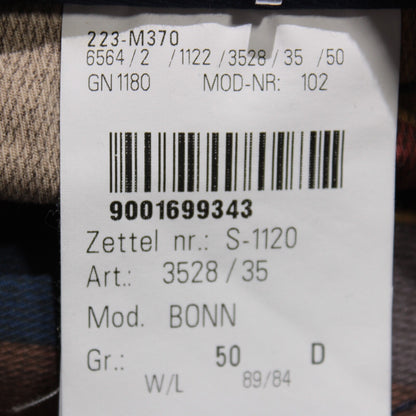 223-M370
6564 / 2 / 1122 / 3528 / 35 / 50
GN 1180 MOD-NR: 102
9001699343
Zettel nr.: S-1120
Art.: 3528 / 35
Mod. BONN
Gr.: 50 D
W/L 89/84